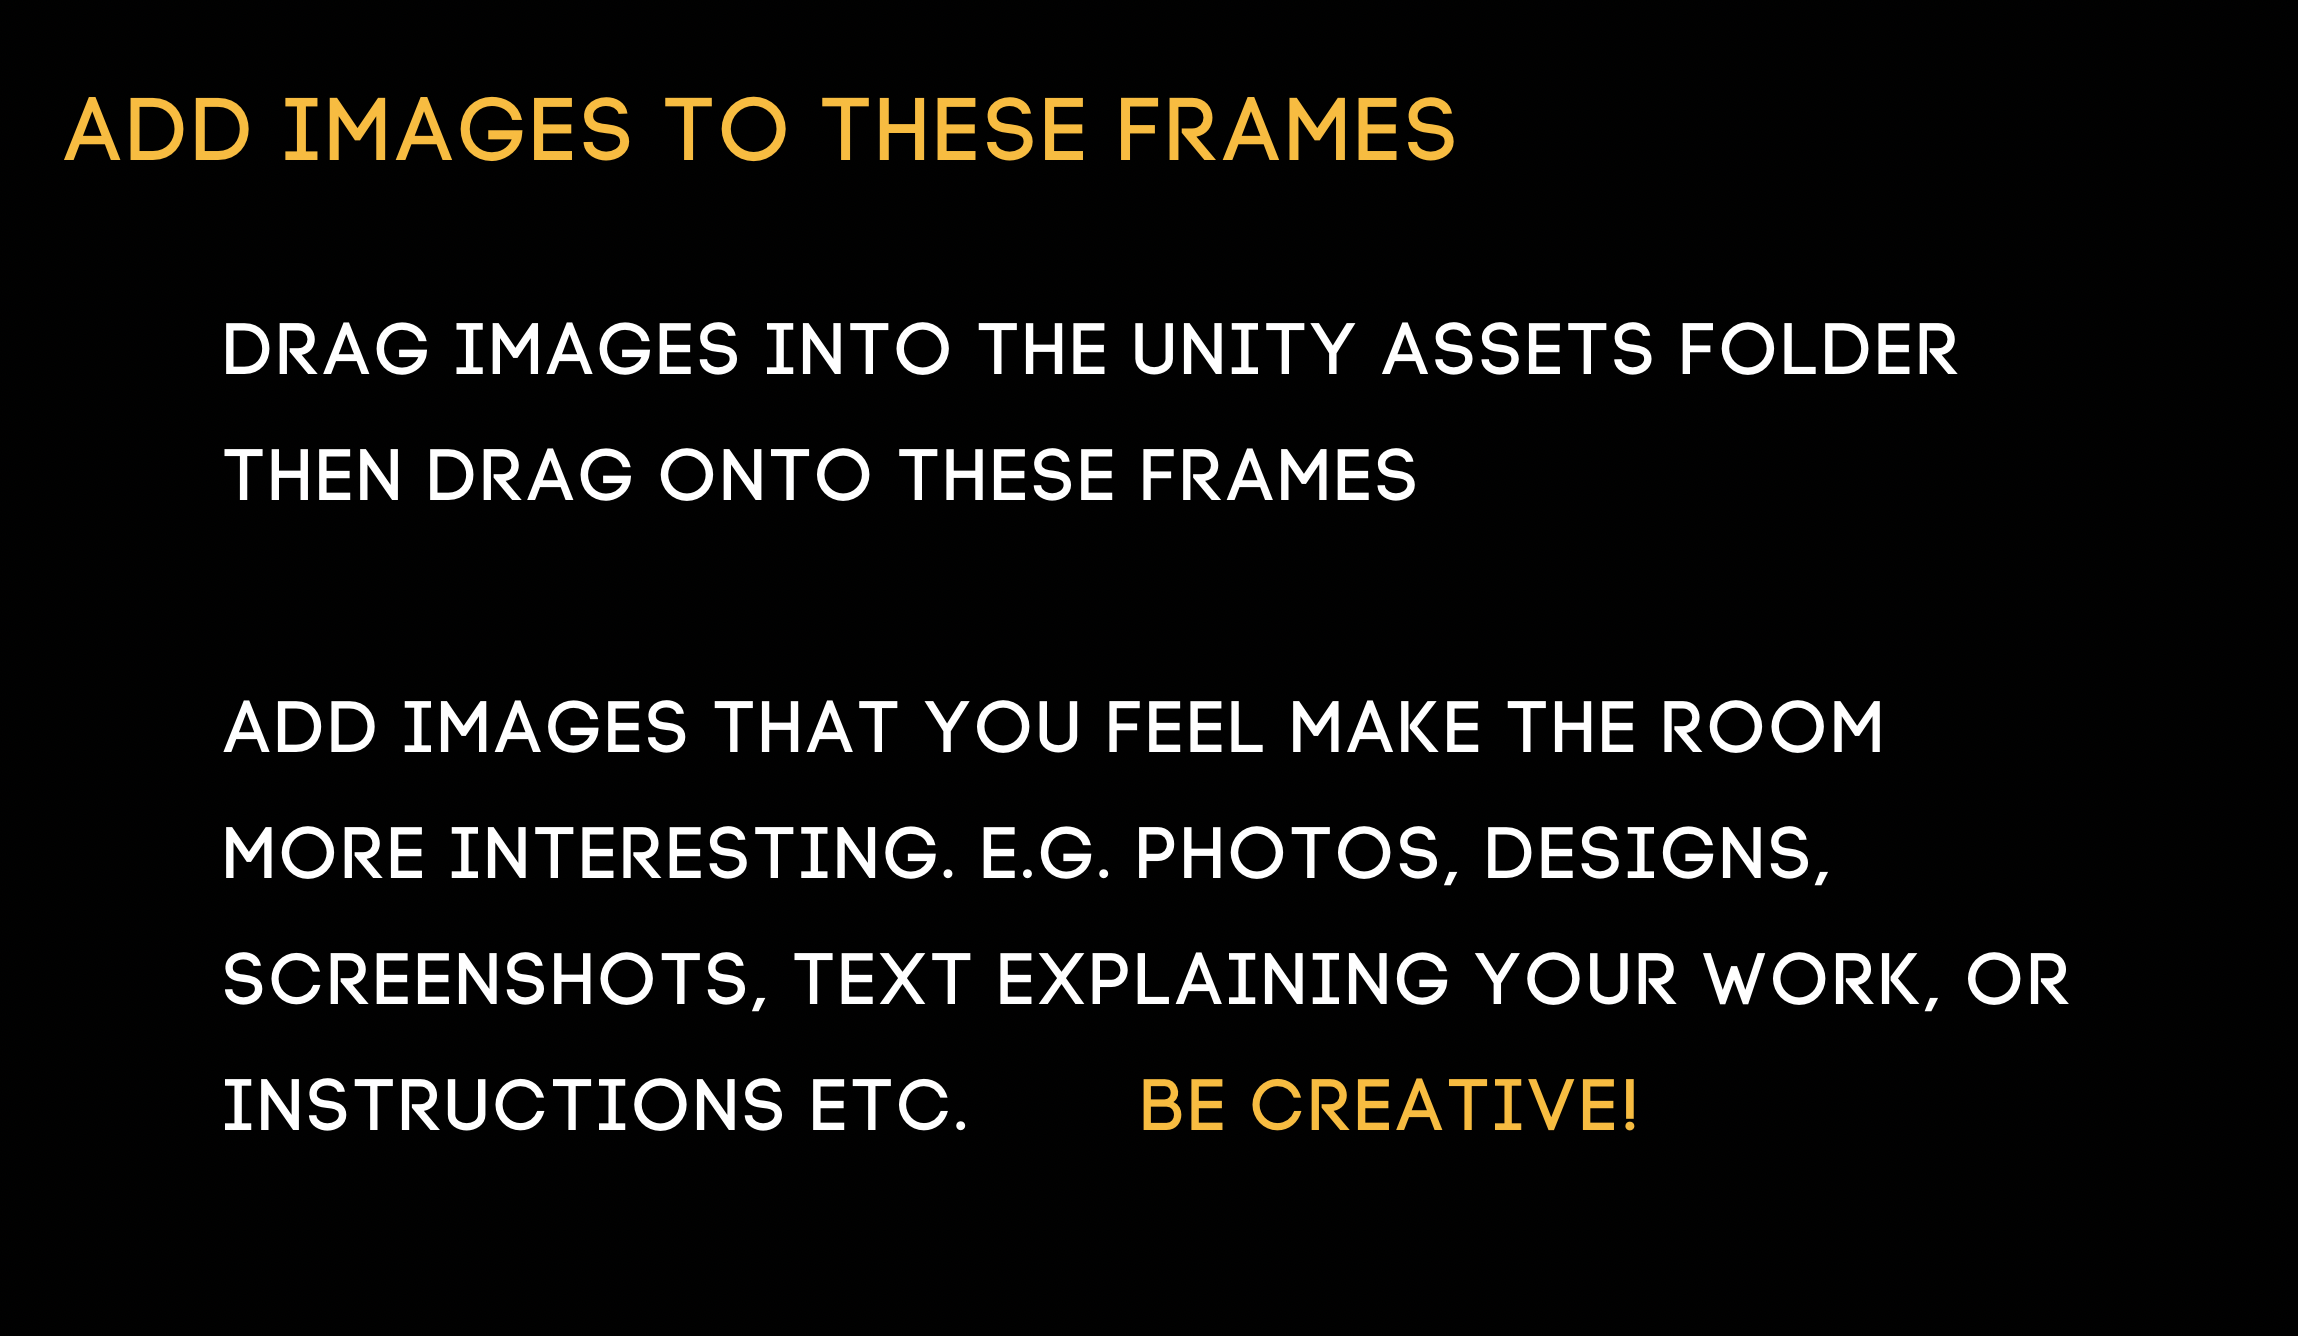 ADD IMAGES TO THESE FRAMES
DRAG IMAGES INTO THE UNITY ASSETS FOLDER
THEN DRAG ONTO THESE FRAMES
ADD IMAGES THAT YOU FEEL MAKE THE ROOM
MORE INTERESTING. E.G. PHOTOS, DESIGNS,
SCREENSHOTS, TEXT EXPLAINING YOUR WORK, OR
INSTRUCTIONS ETC. BE CREATIVE!